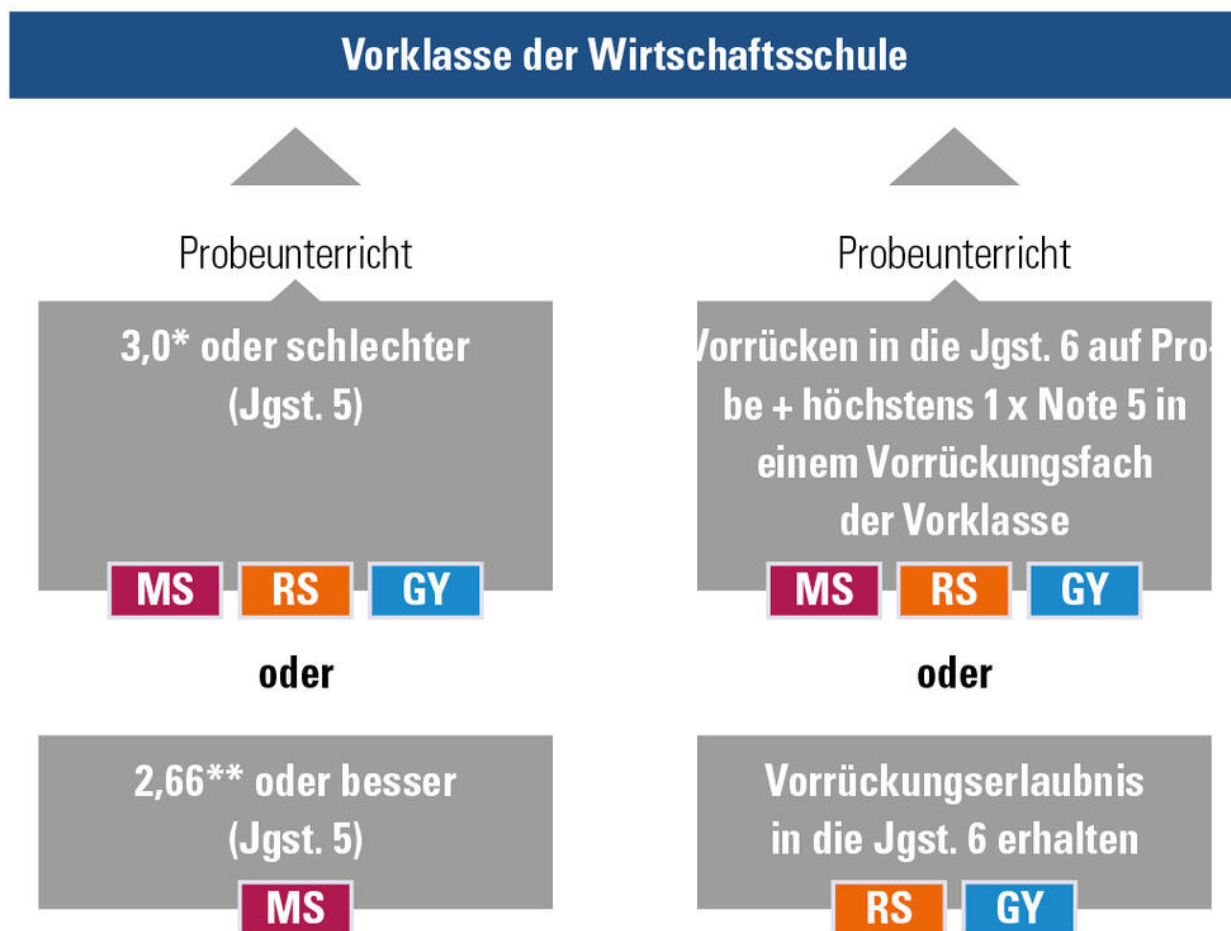 Vorklasse der Wirtschaftsschule
Probeunterricht
3,0* oder schlechter
(Jgst. 5)
MS RS GY
oder
2,66** oder besser
(Jgst. 5)
MS
Probeunterricht
Vorrücken in die Jgst. 6 auf Pro-
be + höchstens 1 x Note 5 in
einem Vorrückungsfach
der Vorklasse
MS RS GY
oder
Vorrückungserlaubnis
in die Jgst. 6 erhalten
RS GY